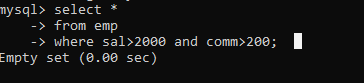 mysql> select *
-> from emp
-> where sal>2000 and comm>200;
Empty set (0.00 sec)